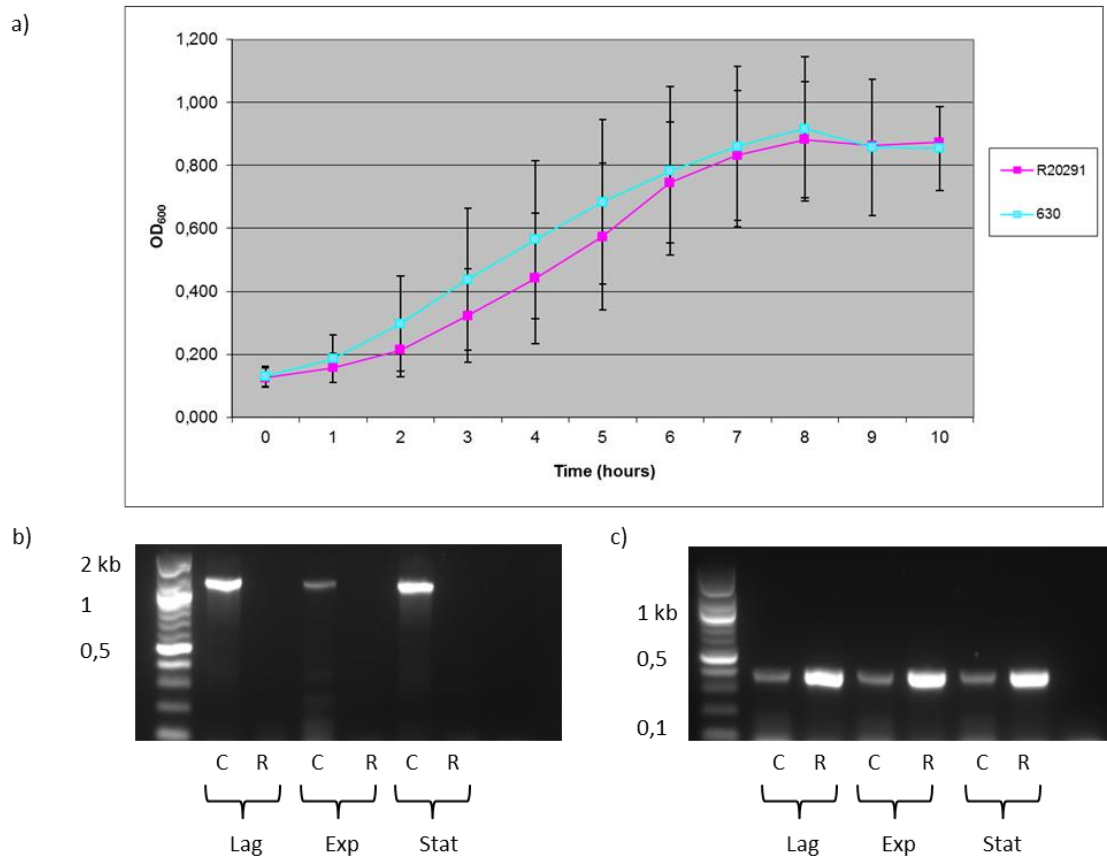 a)
1,200
1,000
0,800
0,600
0,400
0,200
0,000
OD600
0 1 2 3 4 5 6 7 8 9 10
Time (hours)
R20291
630
b)
2 kb
1
0,5
C R C R C R
Lag Exp Stat
c)
1 kb
0,5
0,1
C R C R C R
Lag Exp Stat